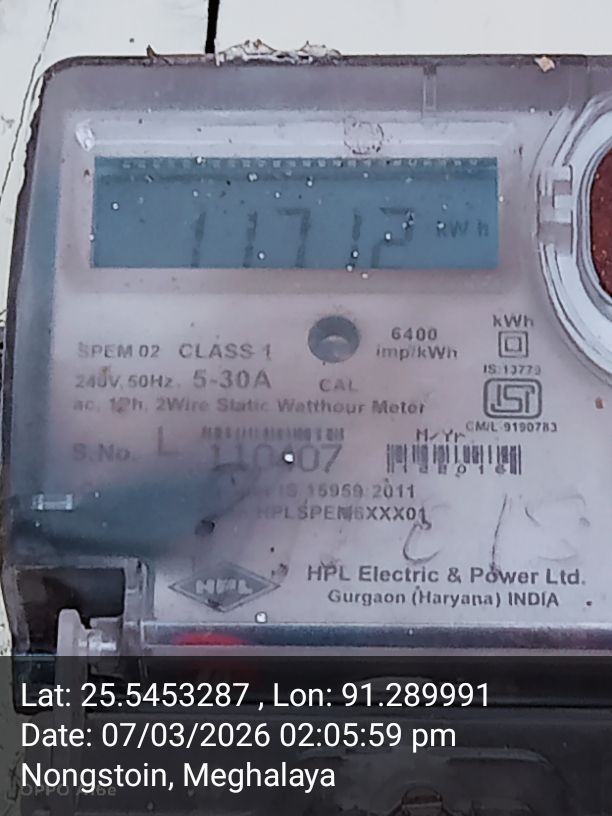 11712 kW h
6400
imp/kWh
kWh
SPEM 02 CLASS 1
IS:13779
240V, 50Hz, 5-30A
CAL
ISI
ac, 1Ph, 2Wire Static Watthour Meter
CM/L-9190783
M/Yr
S.No. L 110407
IS 15959:2011
HPLSPEM6XXX01
HPL
HPL Electric & Power Ltd.
Gurgaon (Haryana) INDIA
Lat: 25.5453287 , Lon: 91.289991
Date: 07/03/2026 02:05:59 pm
Nongstoin, Meghalaya